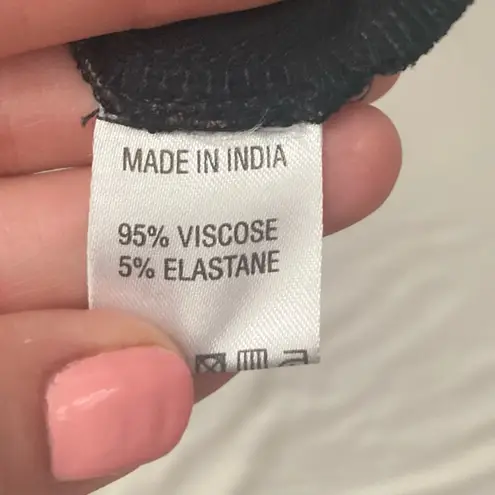 MADE IN INDIA
95% VISCOSE
5% ELASTANE